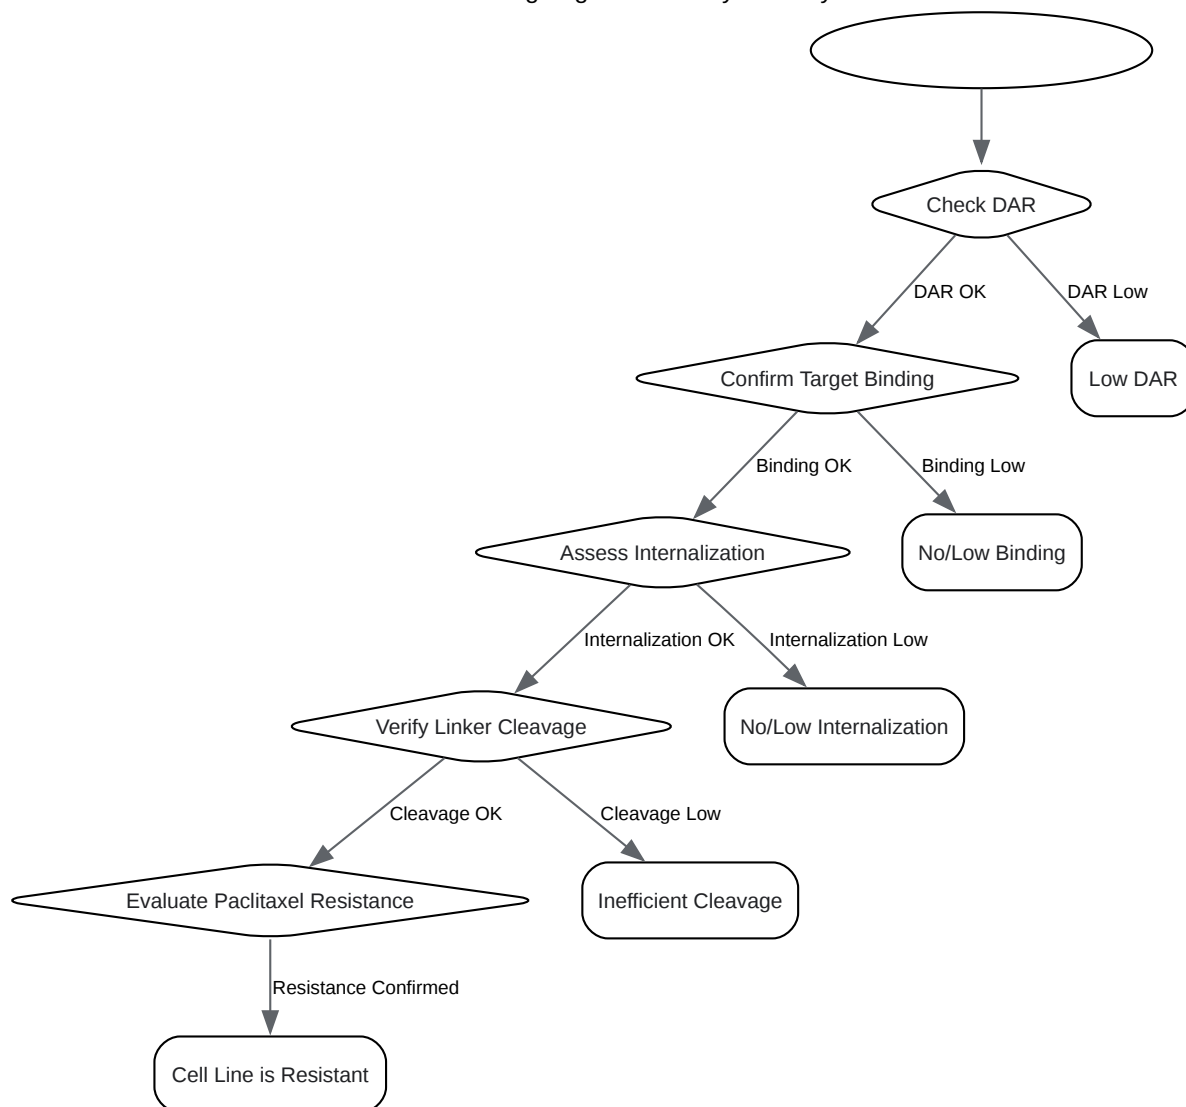 Check DAR
DAR OK
DAR Low
Confirm Target Binding
Low DAR
Binding OK
Binding Low
Assess Internalization
No/Low Binding
Internalization OK
Internalization Low
Verify Linker Cleavage
No/Low Internalization
Cleavage OK
Cleavage Low
Evaluate Paclitaxel Resistance
Inefficient Cleavage
Resistance Confirmed
Cell Line is Resistant